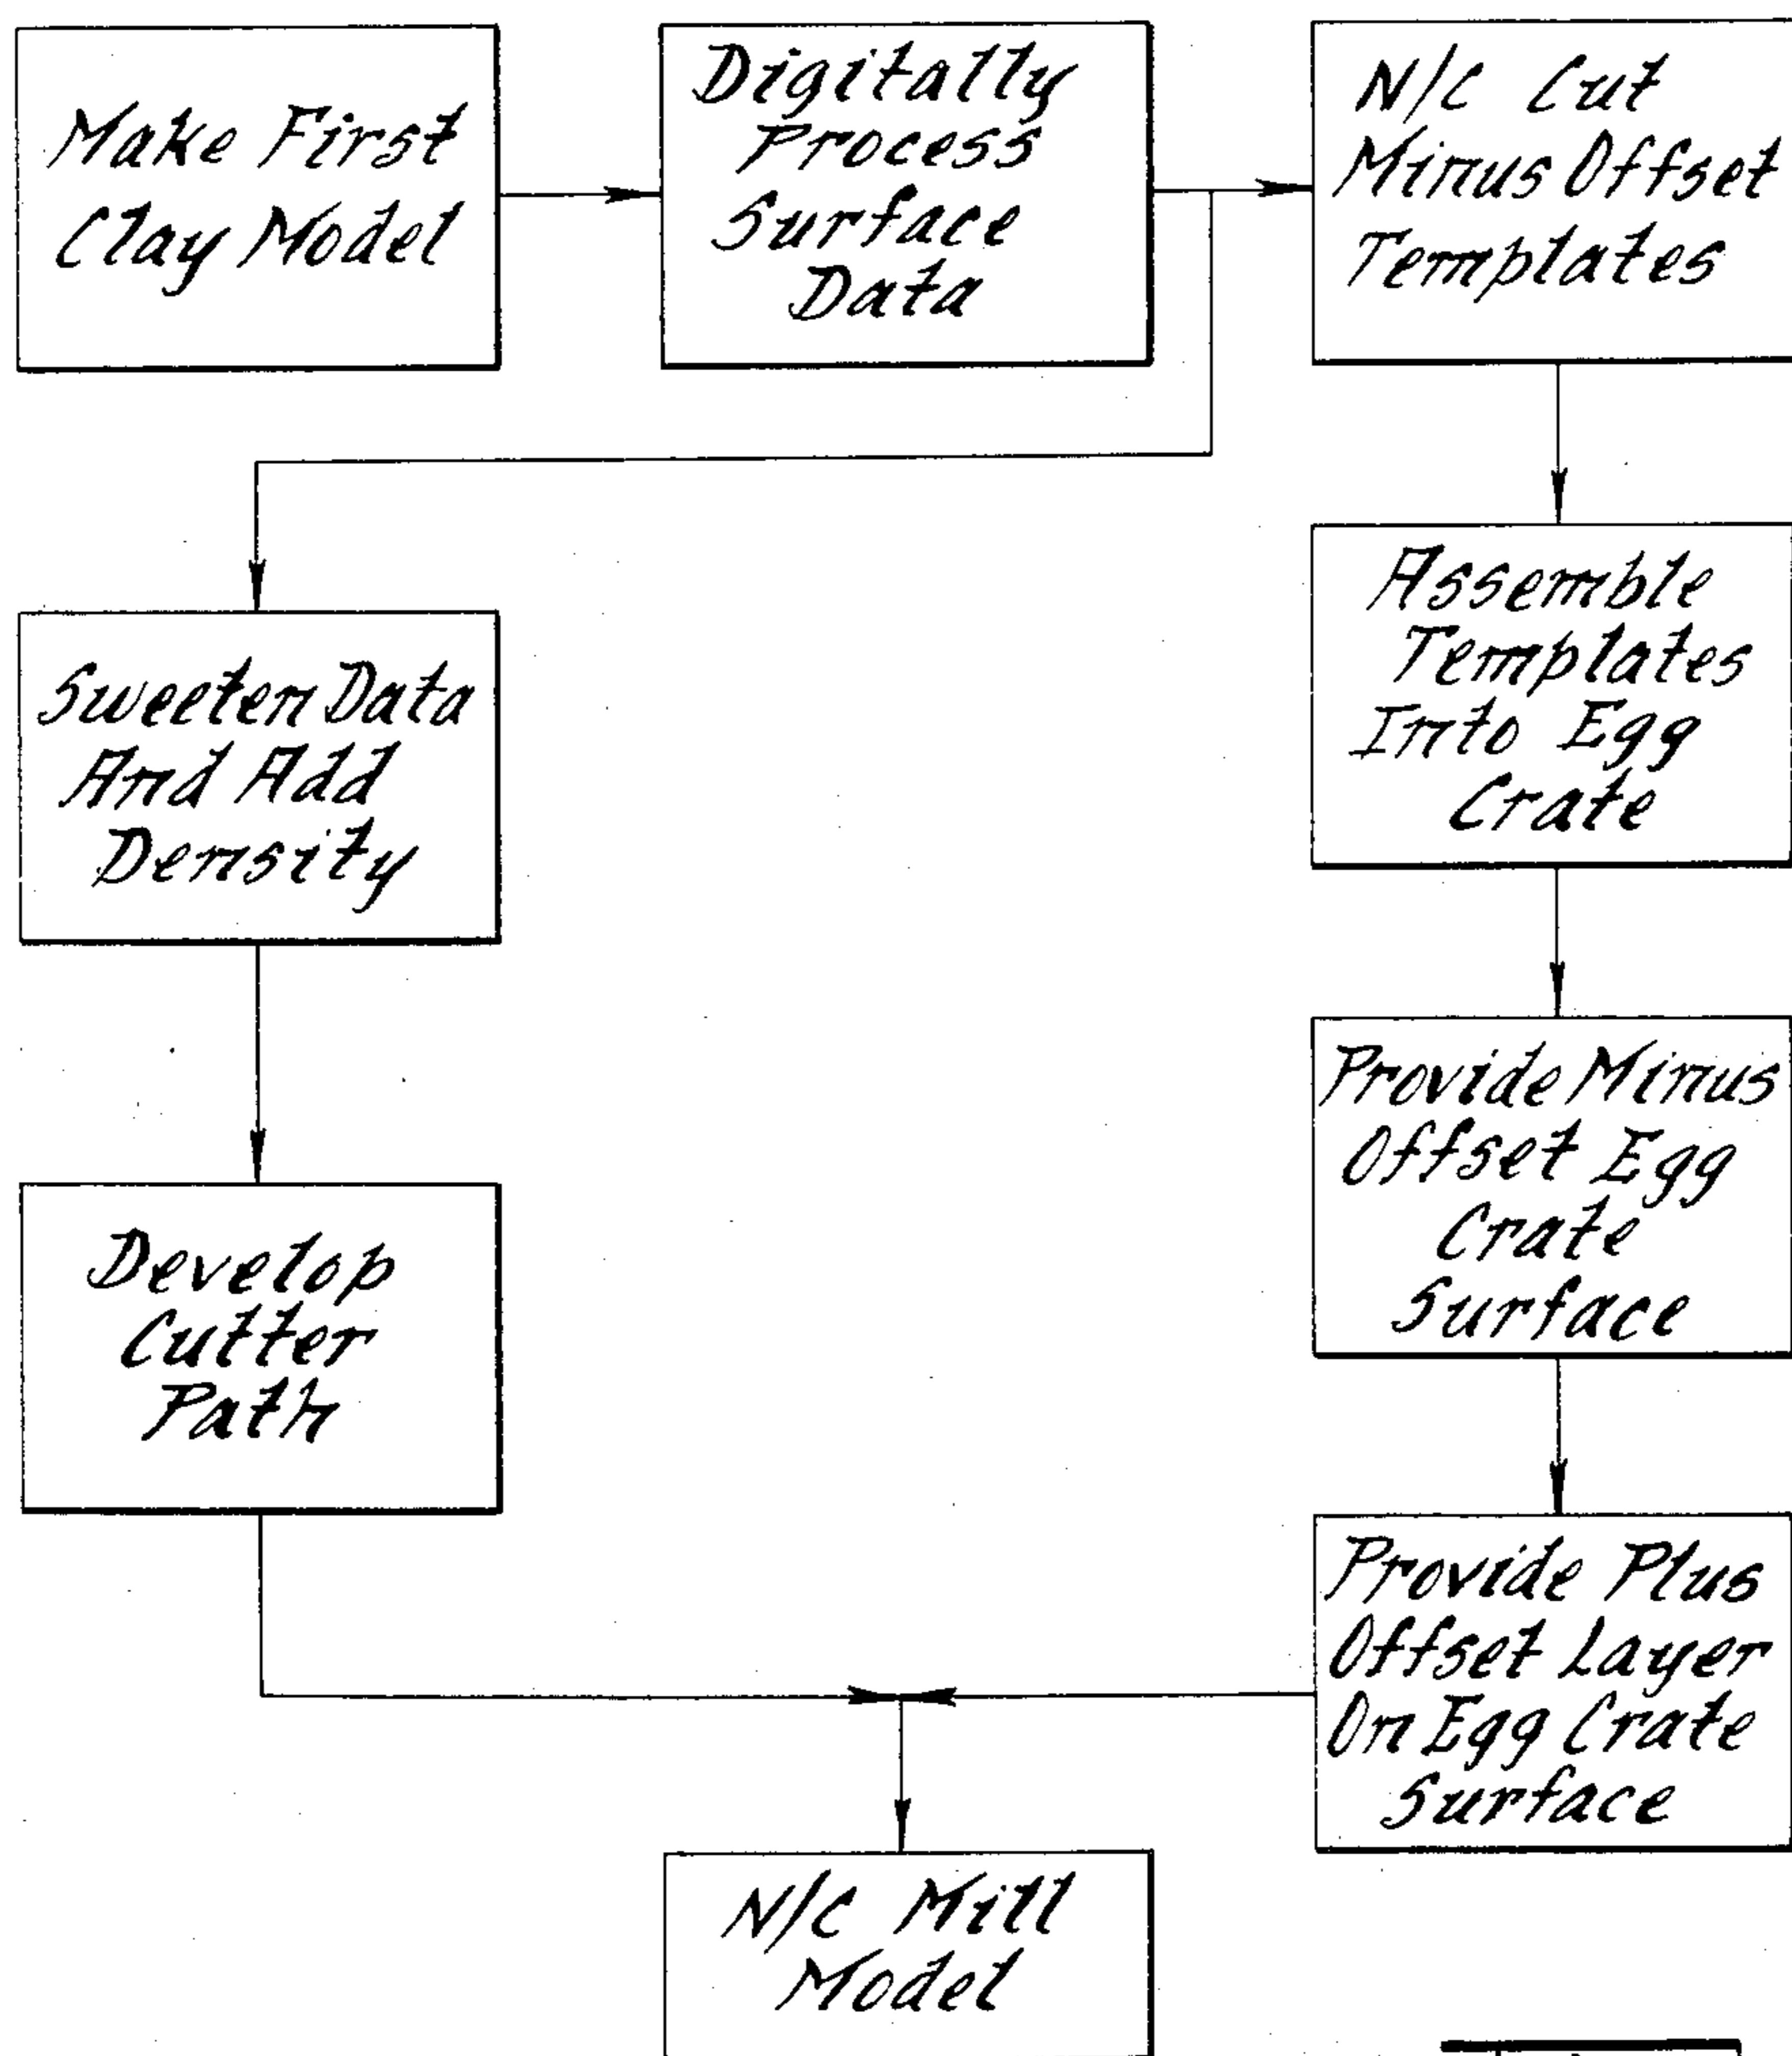 Make First
Clay Model
Digitally
Process
Surface
Data
N/C Cut
Minus Offset
Templates
Sweeten Data
And Add
Density
Assemble
Templates
Into Egg
Crate
Develop
Cutter
Path
Provide Minus
Offset Egg
Crate
Surface
Provide Plus
Offset Layer
On Egg Crate
Surface
N/C Mill
Model